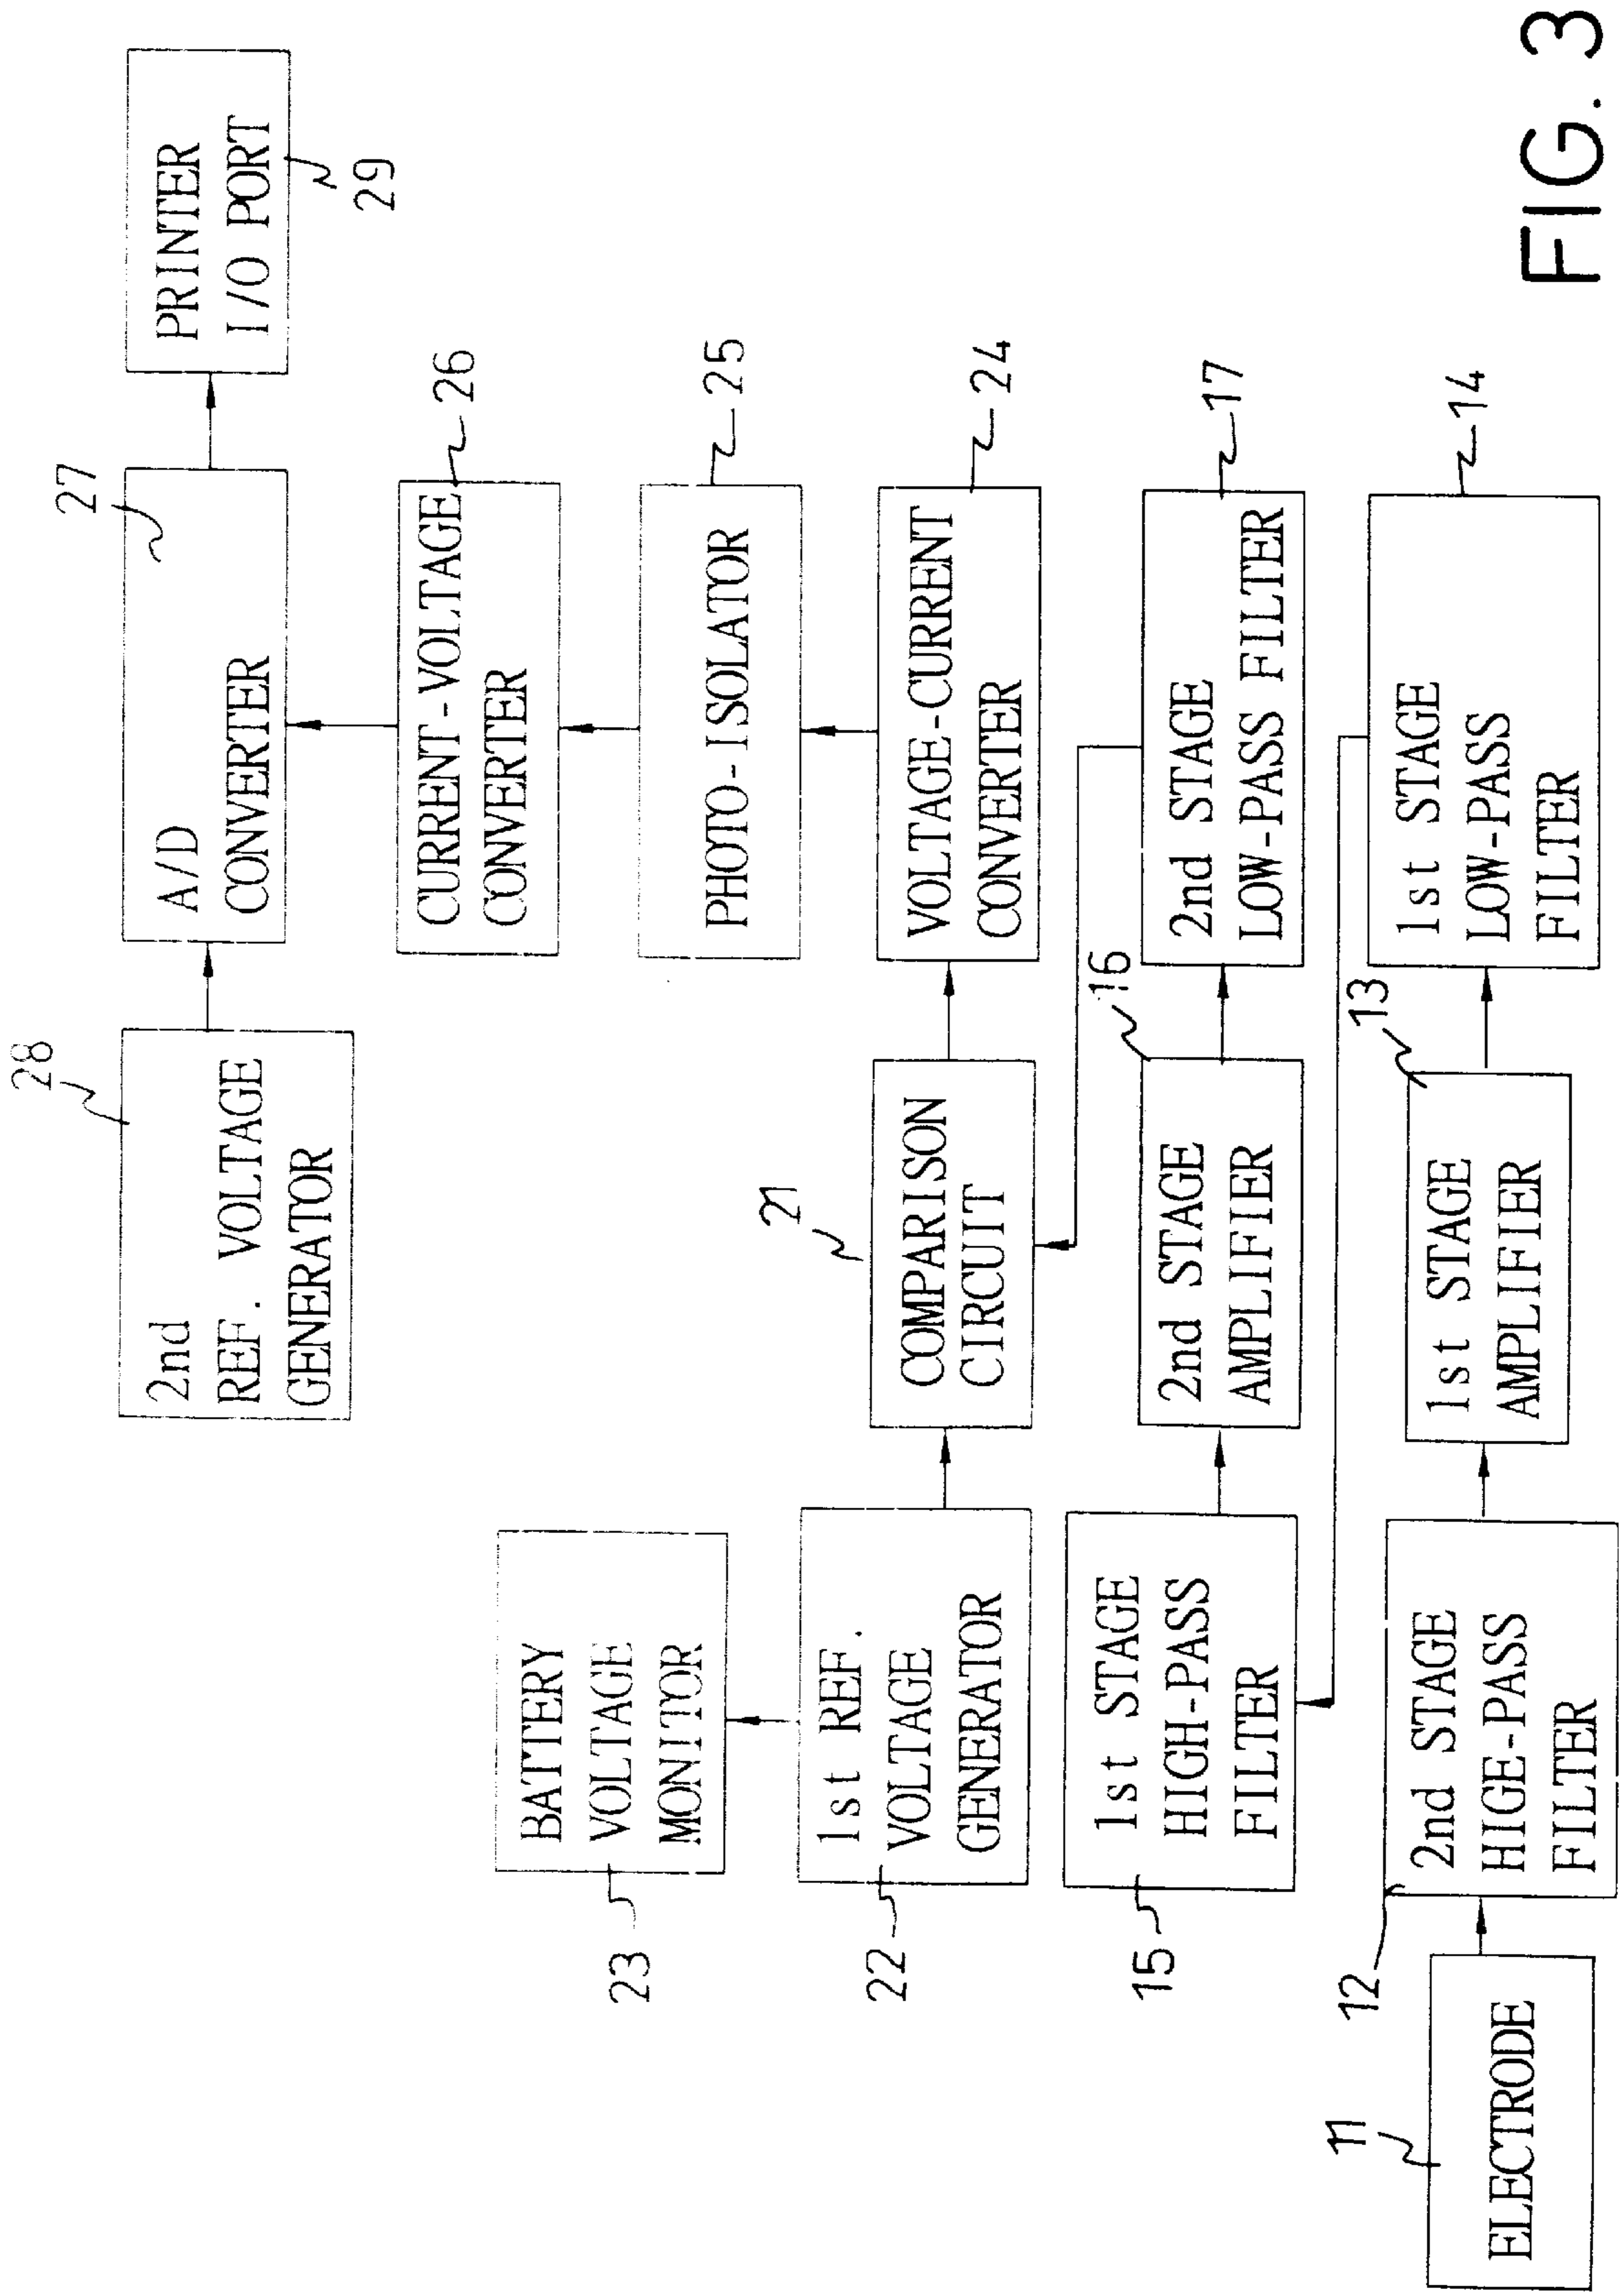 28
2nd
REF. VOLTAGE
GENERATOR
27
A/D
CONVERTER
PRINTER
I/O PORT
29
CURRENT-VOLTAGE
CONVERTER
26
PHOTO-ISOLATOR
25
23
BATTERY
VOLTAGE
MONITOR
22
1st REF.
VOLTAGE
GENERATOR
21
COMPARISON
CIRCUIT
VOLTAGE-CURRENT
CONVERTER
24
15
1st STAGE
HIGH-PASS
FILTER
16
2nd STAGE
AMPLIFIER
2nd STAGE
LOW-PASS FILTER
17
11
ELECTRODE
12
2nd STAGE
HIGE-PASS
FILTER
13
1st STAGE
AMPLIFIER
1st STAGE
LOW-PASS
FILTER
14
FIG. 3